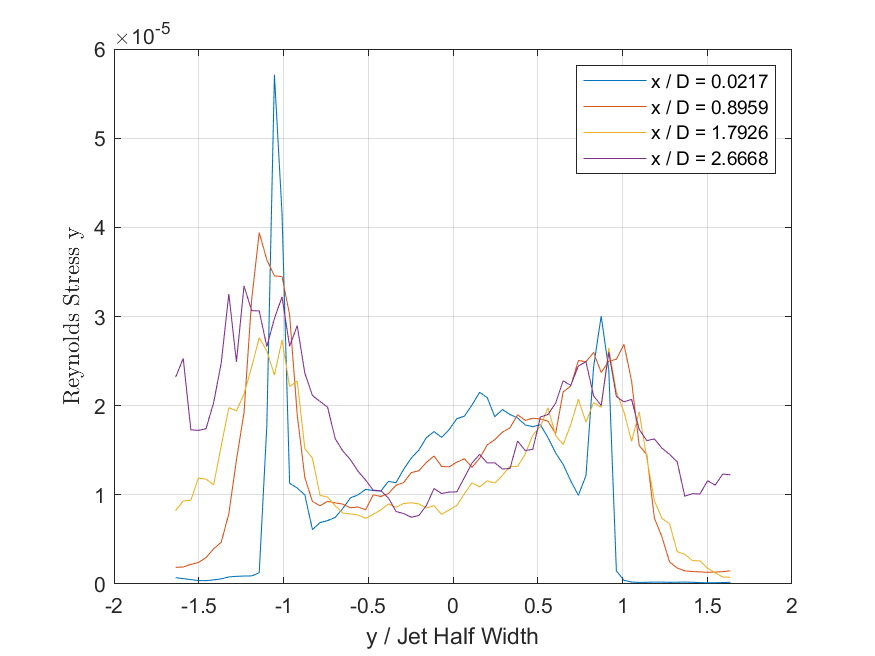 ×10-5
6
5
4
3
2
1
0
-2 -1.5 -1 -0.5 0 0.5 1 1.5 2
y / Jet Half Width
Reynolds Stress y
x / D = 0.0217
x / D = 0.8959
x / D = 1.7926
x / D = 2.6668